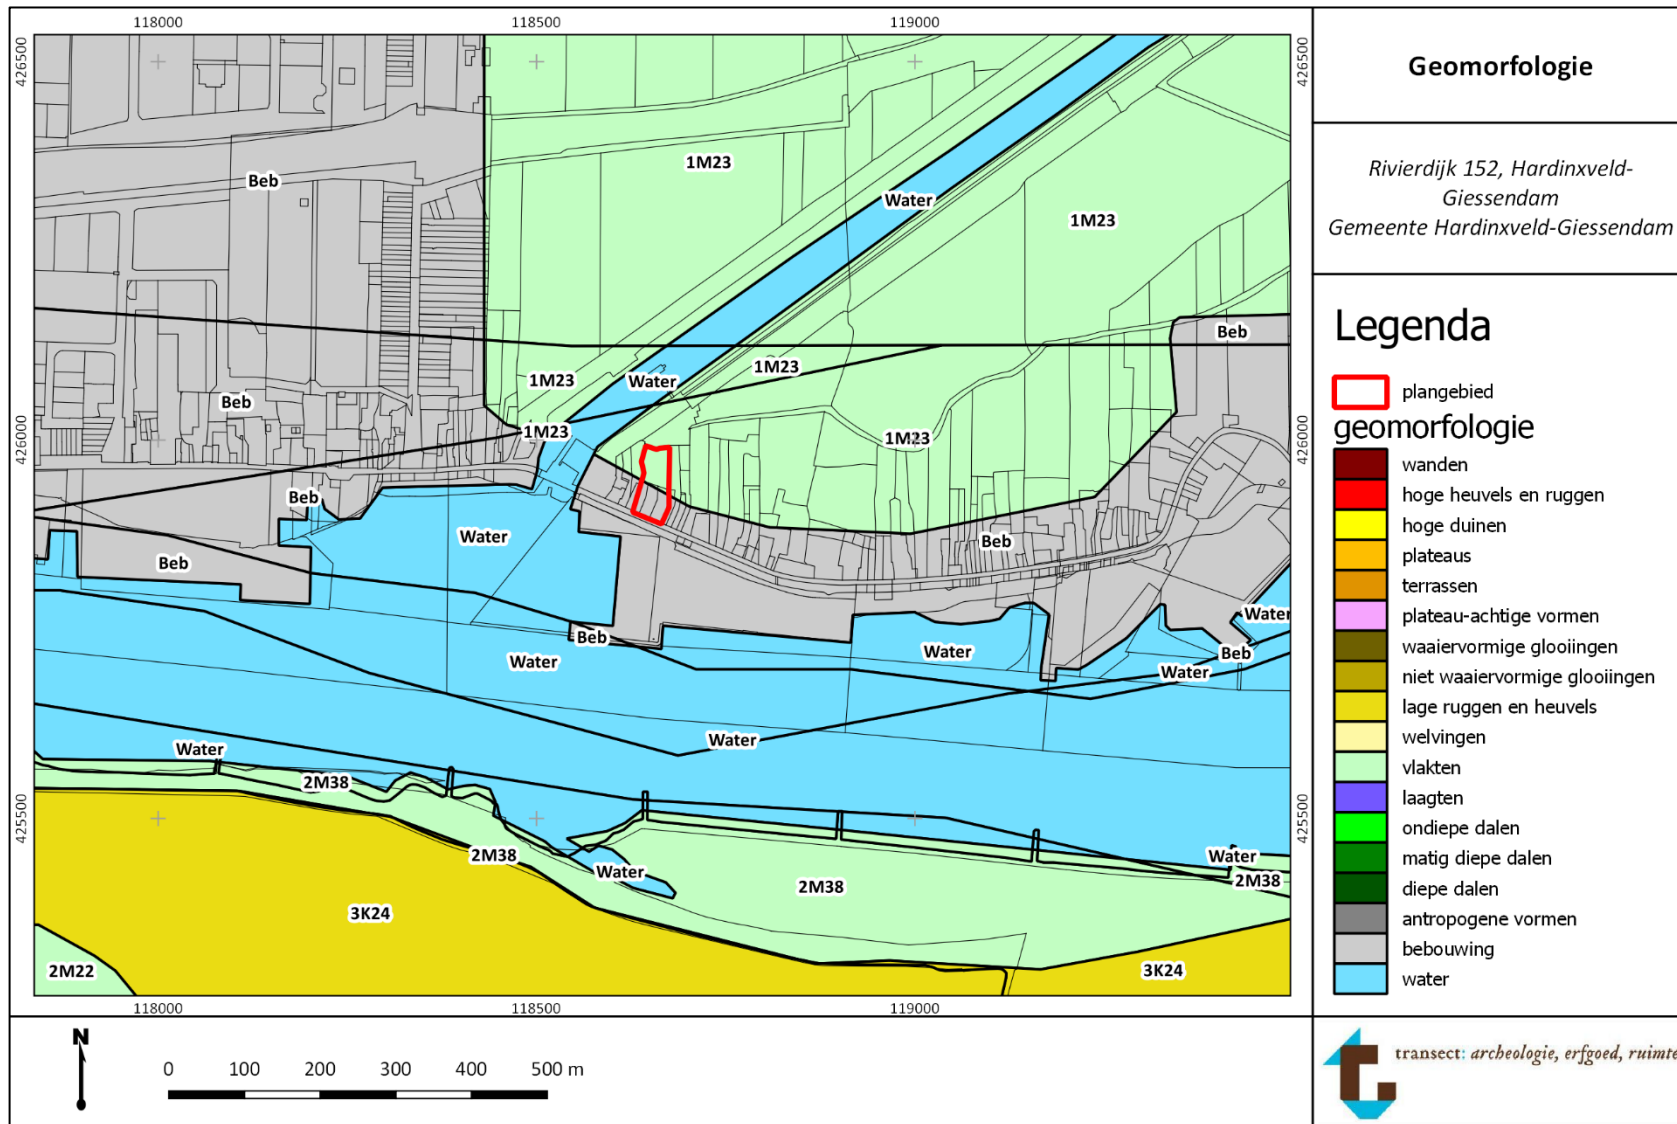 118000
118500
119000
426500
426500
Geomorfologie
Rivierdijk 152, Hardinxveld-
Giessendam
Gemeente Hardinxveld-Giessendam
1M23
Beb
Water
1M23
Beb
1M23
Water
1M23
Beb
1M23
1M23
426000
426000
Beb
Water
Beb
Beb
Water
Beb
Water
Water
Beb
Water
Water
Water
2M38
425500
425500
2M38
Water
Water
2M38
2M38
3K24
2M22
3K24
118000
118500
119000
Legenda
plangebied
geomorfologie
wanden
hoge heuvels en ruggen
hoge duinen
plateaus
terrassen
plateau-achtige vormen
waaiervormige glooiingen
niet waaiervormige glooiingen
lage ruggen en heuvels
welvingen
vlakten
laagten
ondiepe dalen
matig diepe dalen
diepe dalen
antropogene vormen
bebouwing
water
N
0 100 200 300 400 500 m
transect: archeologie, erfgoed, ruimte